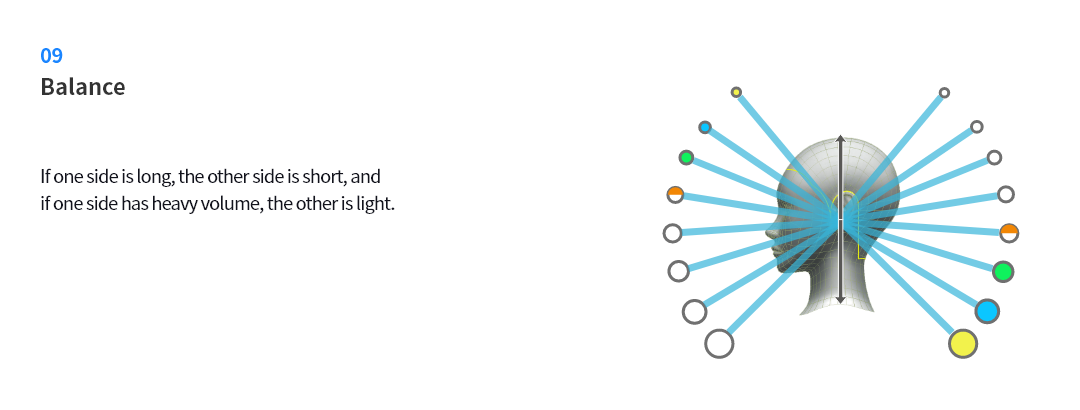 09
Balance
If one side is long, the other side is short, and
if one side has heavy volume, the other is light.